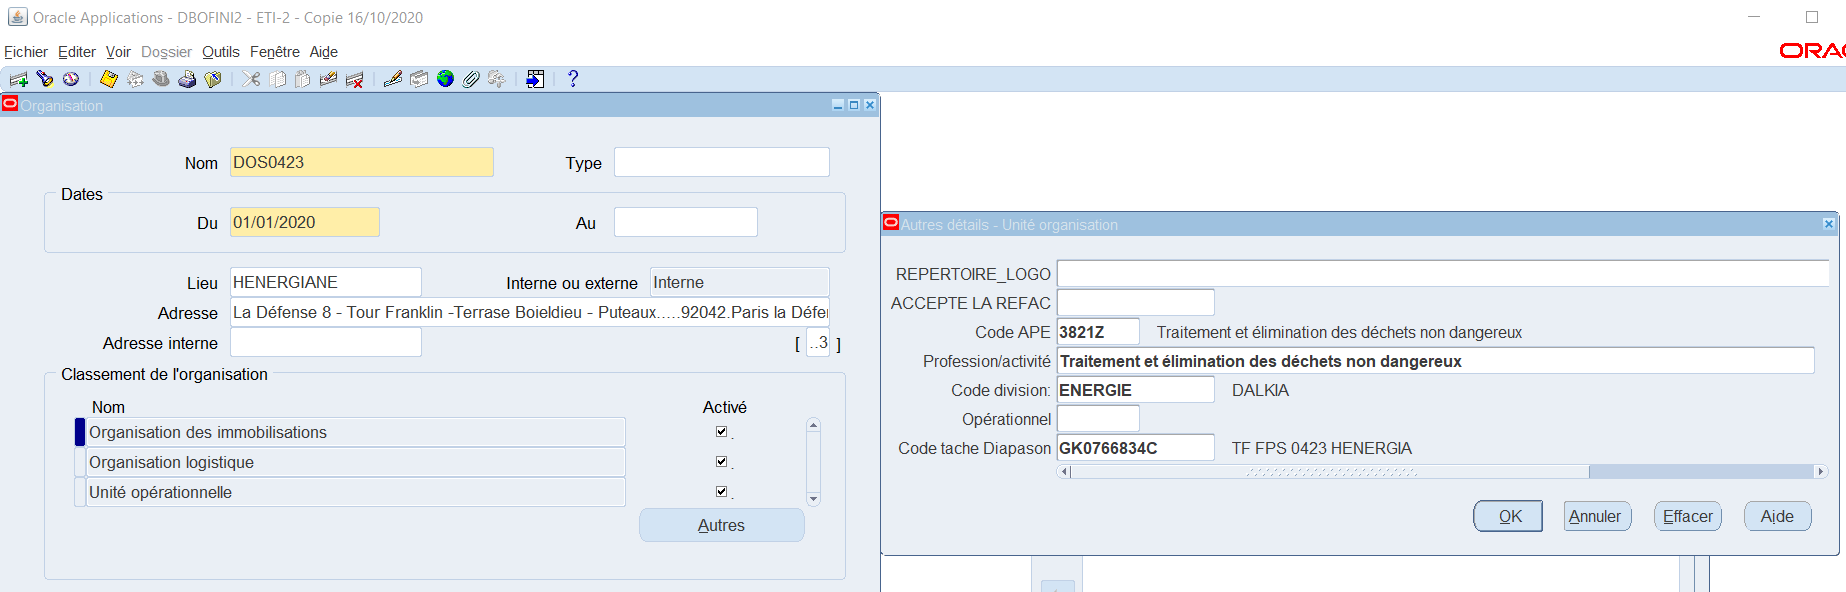 Oracle Applications - DBOFINI2 - ETI-2 - Copie 16/10/2020
Fichier Editer Voir Dossier Outils Fenêtre Aide
ORA
Organisation
Nom DOS0423 Type
Dates
Du 01/01/2020 Au
Lieu HENERGIANE Interne ou externe Interne
Adresse La Défense 8 - Tour Franklin -Terrase Boieldieu - Puteaux.....92042.Paris la Défe
Adresse interne [ ..3 ]
Classement de l'organisation
Nom Activé
Organisation des immobilisations .
Organisation logistique .
Unité opérationnelle .
Autres
Autres détails - Unité organisation
REPERTOIRE_LOGO
ACCEPTE LA REFAC
Code APE 3821Z Traitement et élimination des déchets non dangereux
Profession/activité Traitement et élimination des déchets non dangereux
Code division: ENERGIE DALKIA
Opérationnel
Code tache Diapason GK0766834C TF FPS 0423 HENERGIA
OK Annuler Effacer Aide